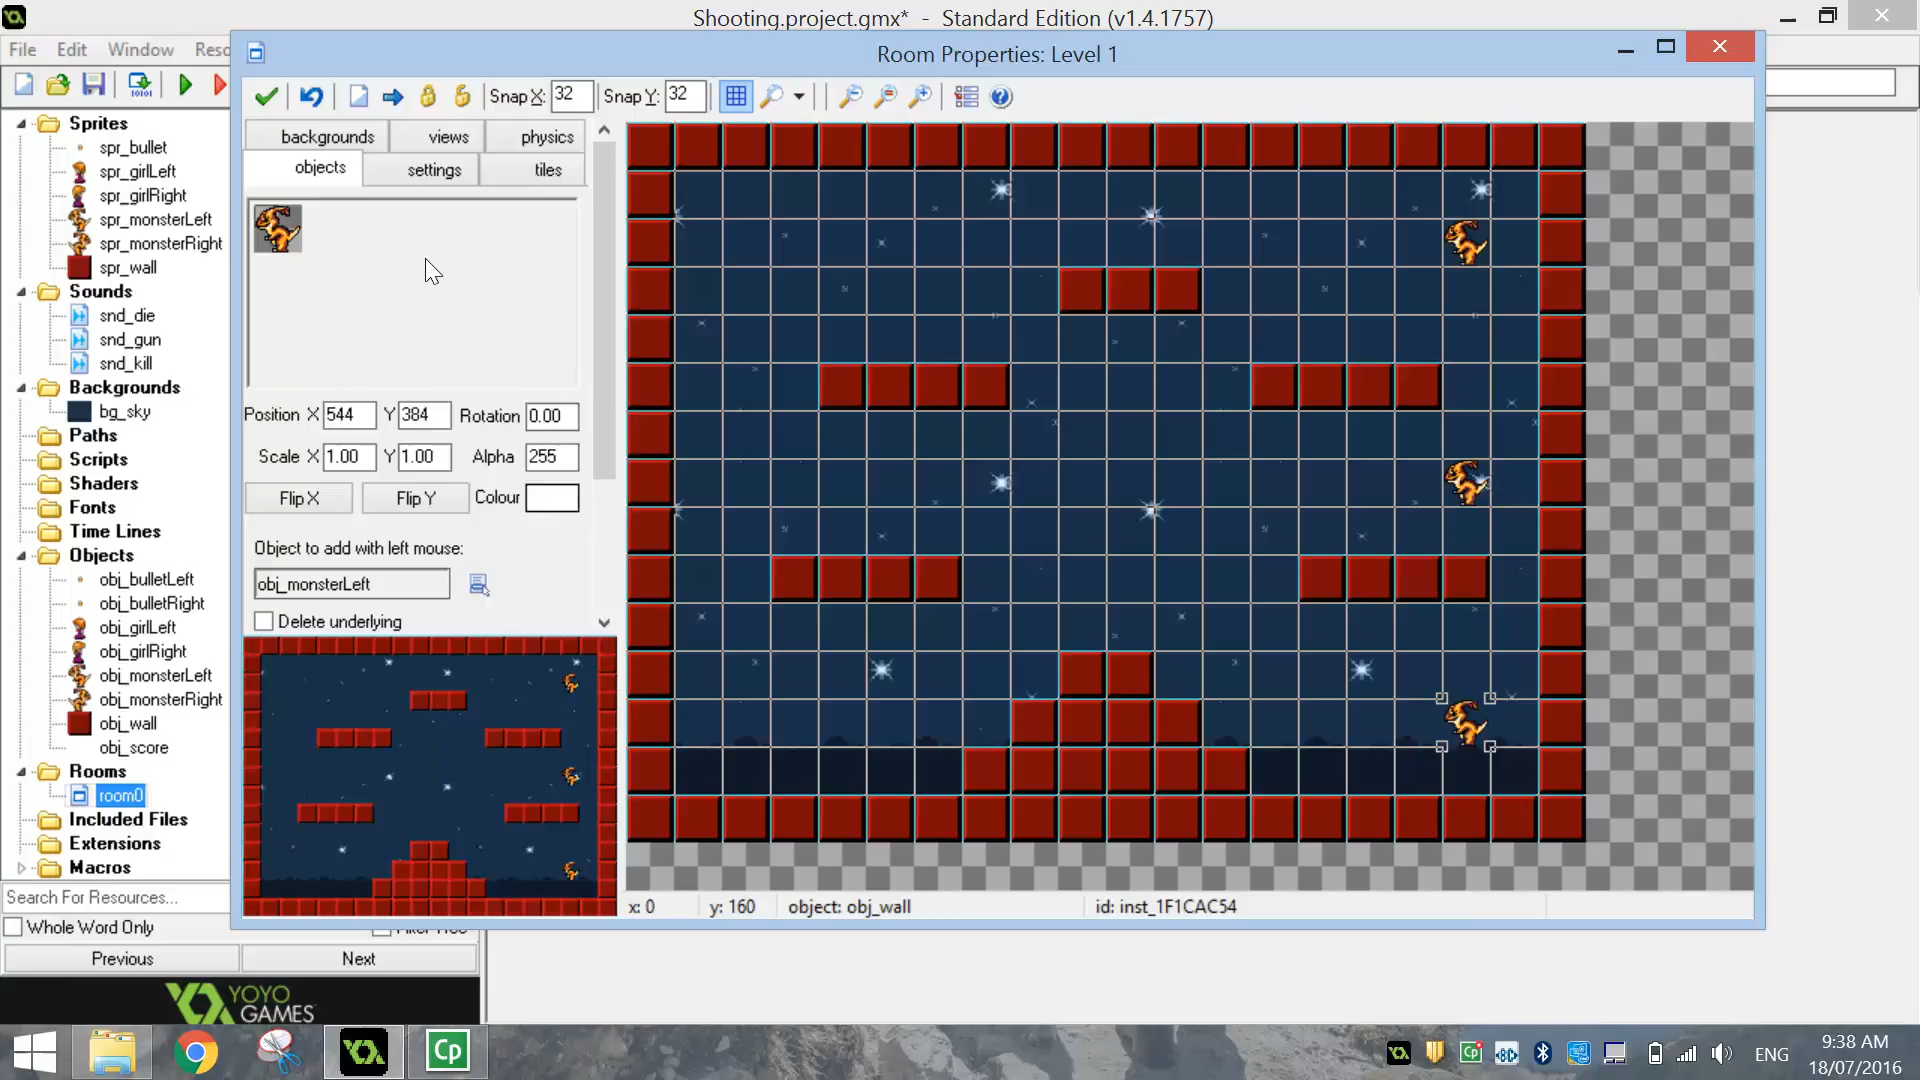 Shooting.project.gmx* - Standard Edition (v1.4.1757)
File Edit Window Reso
Room Properties: Level 1
Snap X: 32 Snap Y: 32
backgrounds views physics
objects settings tiles
Position X 544 Y 384 Rotation 0.00
Scale X 1.00 Y 1.00 Alpha 255
Flip X Flip Y Colour
Object to add with left mouse:
obj_monsterLeft
Delete underlying
x: 0 y: 160 object: obj_wall id: inst_1F1CAC54
Sprites
spr_bullet
spr_girlLeft
spr_girlRight
spr_monsterLeft
spr_monsterRight
spr_wall
Sounds
snd_die
snd_gun
snd_kill
Backgrounds
bg_sky
Paths
Scripts
Shaders
Fonts
Time Lines
Objects
obj_bulletLeft
obj_bulletRight
obj_girlLeft
obj_girlRight
obj_monsterLeft
obj_monsterRight
obj_wall
obj_score
Rooms
room0
Included Files
Extensions
Macros
Search For Resources...
Whole Word Only
Previous Next
YOYO
GAMES
Cp
ENG
9:38 AM
18/07/2016